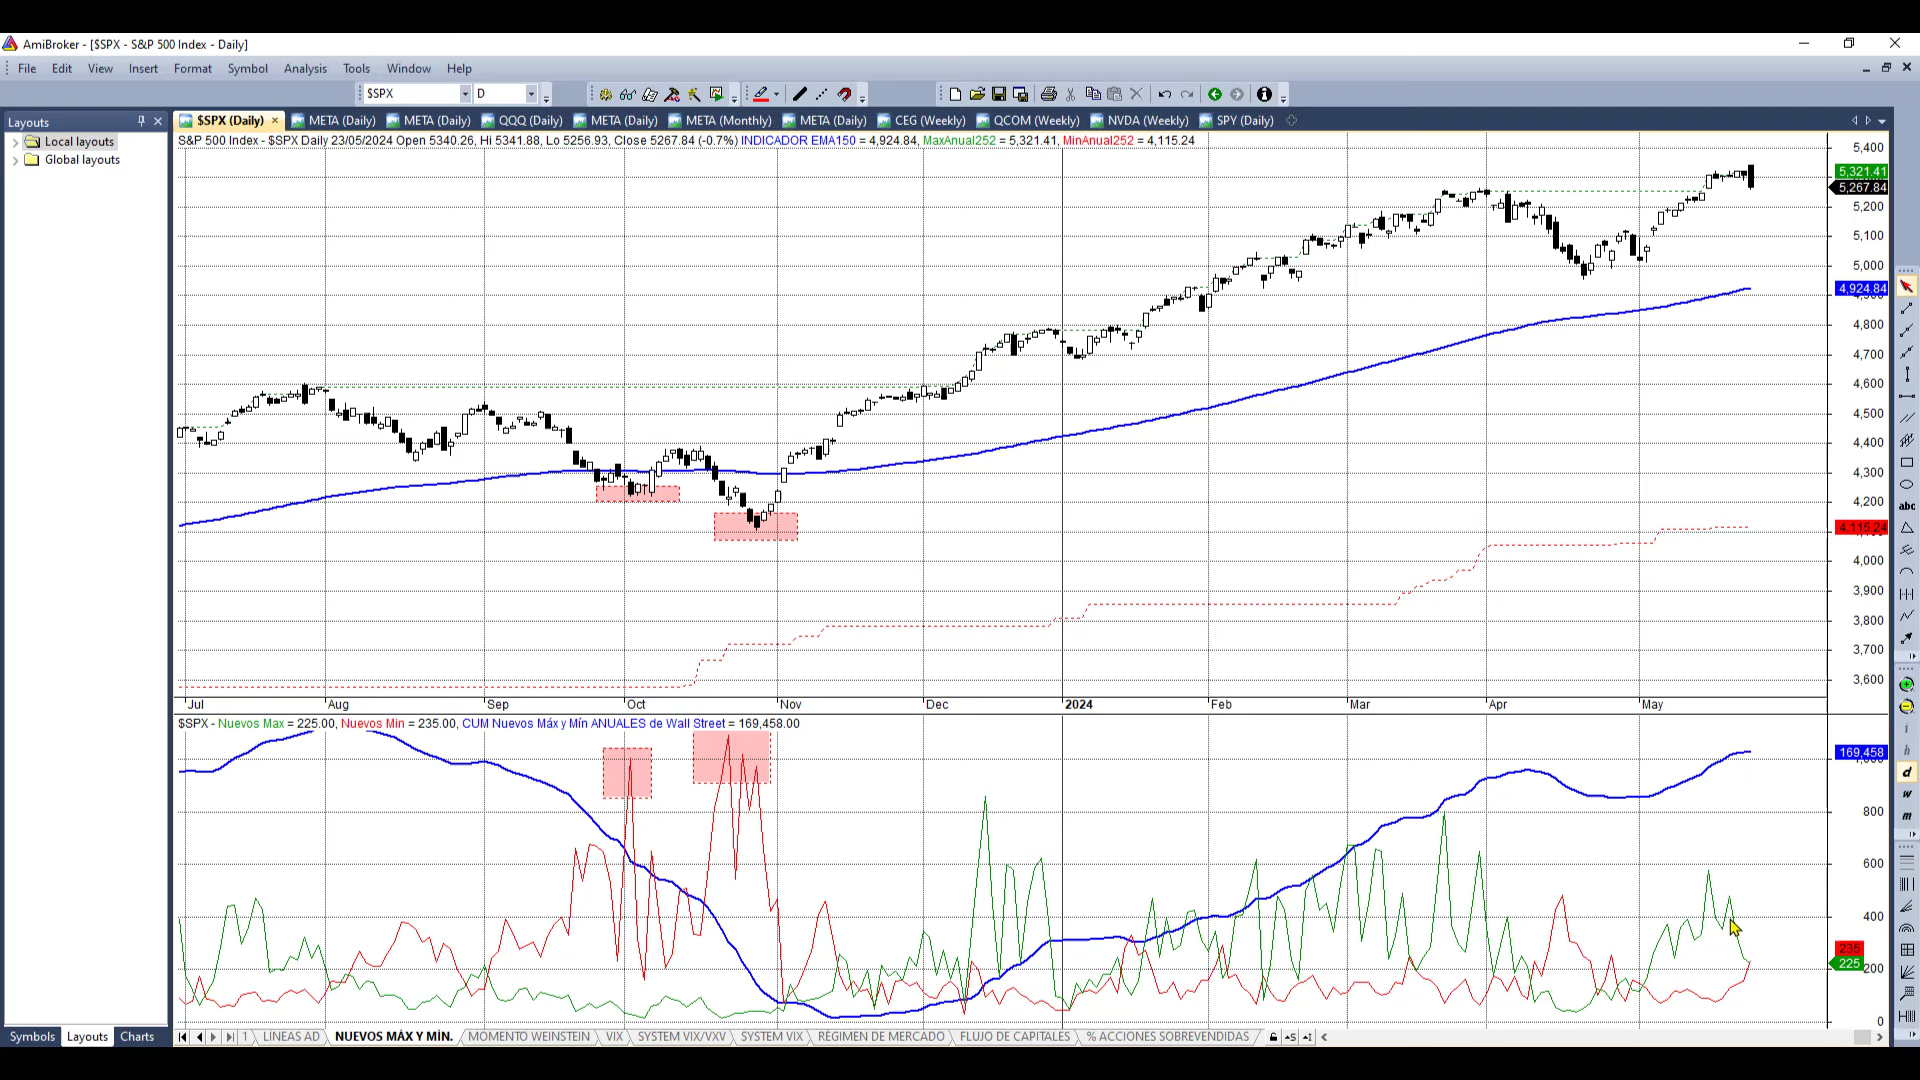 AmiBroker - [$SPX - S&P 500 Index - Daily]
File Edit View Insert Format Symbol Analysis Tools Window Help
$SPX D
Layouts
$SPX (Daily) META (Daily) META (Daily) QQQ (Daily) META (Daily) META (Monthly) META (Daily) CEG (Weekly) QCOM (Weekly) NVDA (Weekly) SPY (Daily)
Local layouts
Global layouts
S&P 500 Index - $SPX Daily 23/05/2024 Open 5340.26, Hi 5341.88, Lo 5256.93, Close 5267.84 (-0.7%) INDICADOR EMA150 = 4,924.84, MaxAnual252 = 5,321.41, MinAnual252 = 4,115.24
5,400
5,321.41
5,267.84
5,200
5,100
5,000
4,924.84
4,800
4,700
4,600
4,500
4,400
4,300
4,200
4,115.24
4,000
3,900
3,800
3,700
3,600
abc
Jul Aug Sep Oct Nov Dec 2024 Feb Mar Apr May
$SPX - Nuevos Max = 225.00, Nuevos Min = 235.00, CUM Nuevos Máx y Mín ANUALES de Wall Street = 169,458.00
169,458
800
600
400
235
225
200
0
i
h
d
w
m
Symbols Layouts Charts
1 LÍNEAS AD NUEVOS MÁX Y MÍN. MOMENTO WEINSTEIN VIX SYSTEM VIX/VXV SYSTEM VIX RÉGIMEN DE MERCADO FLUJO DE CAPITALES % ACCIONES SOBREVENDIDAS